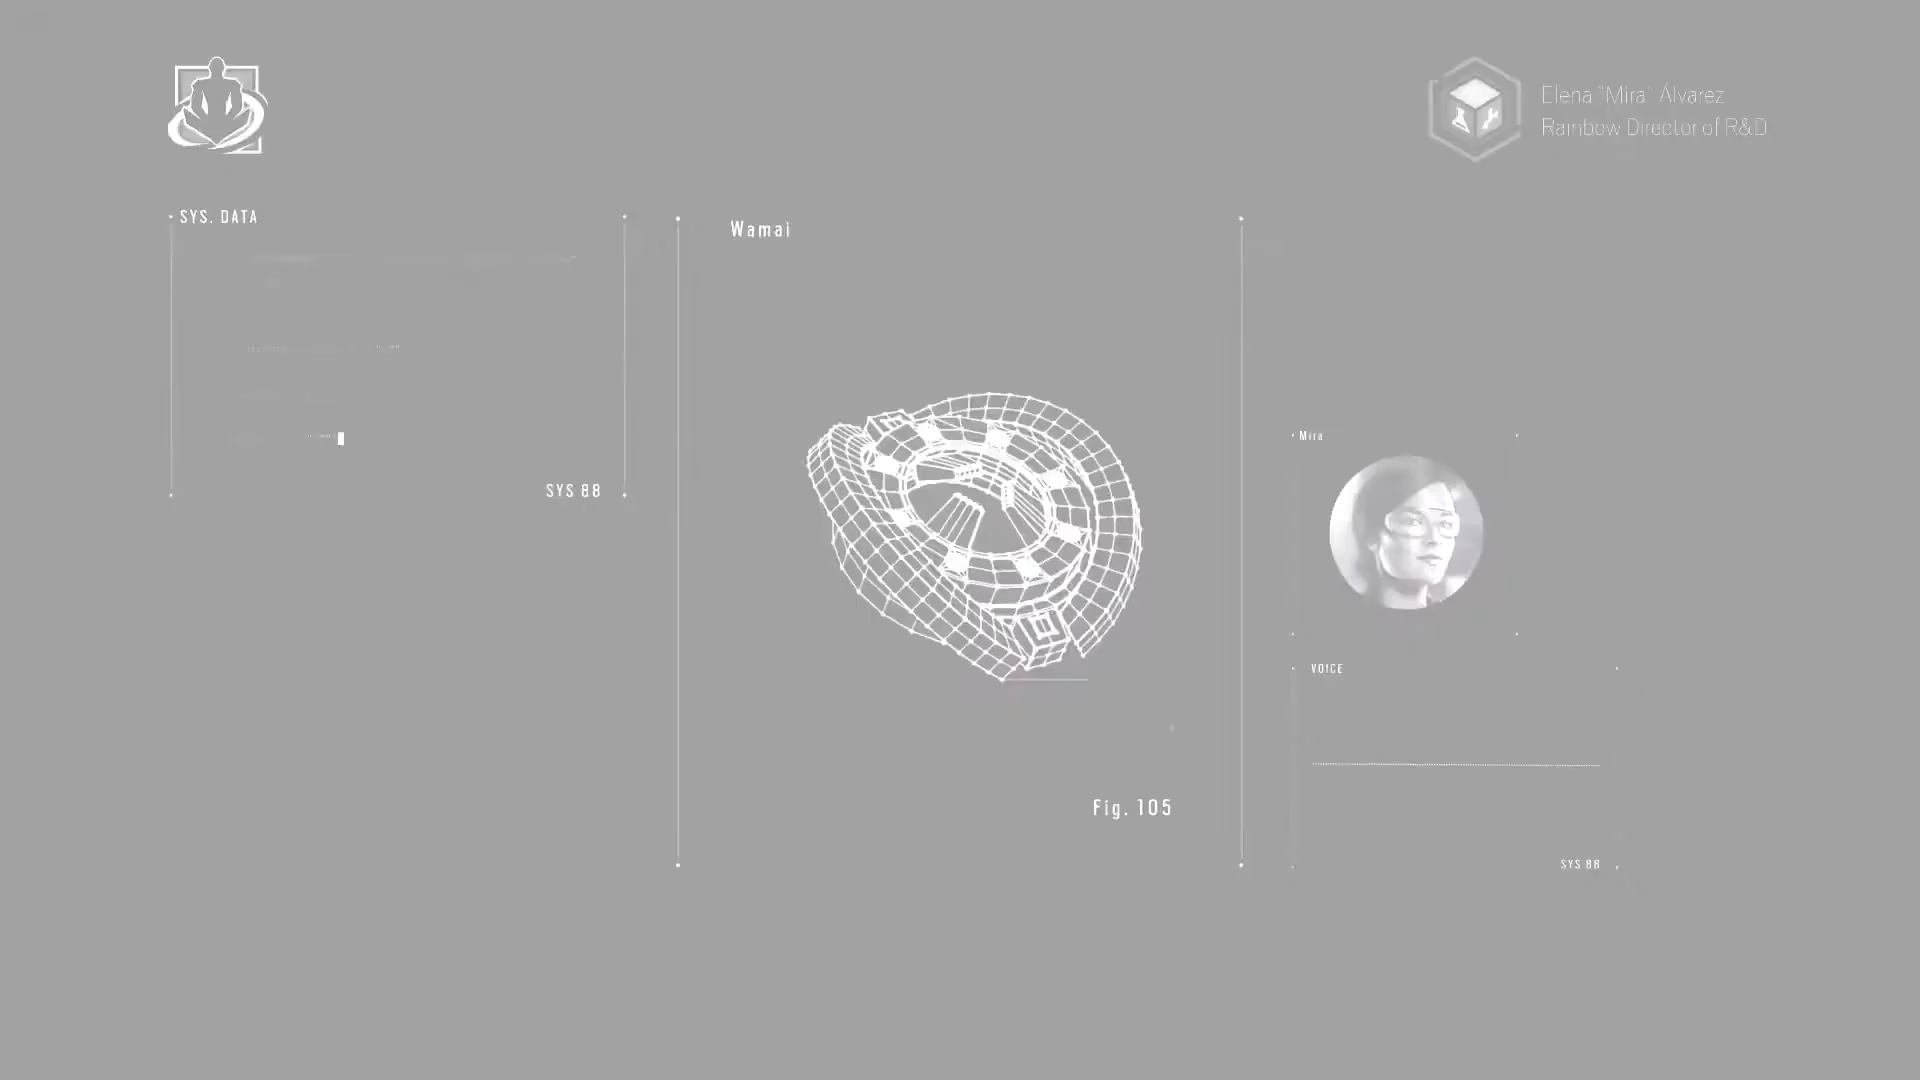 Elena "Mira" Álvarez
Rainbow Director of R&D
SYS. DATA
SYS 88
Wamai
Fig. 105
Mira
VOICE
SYS 88